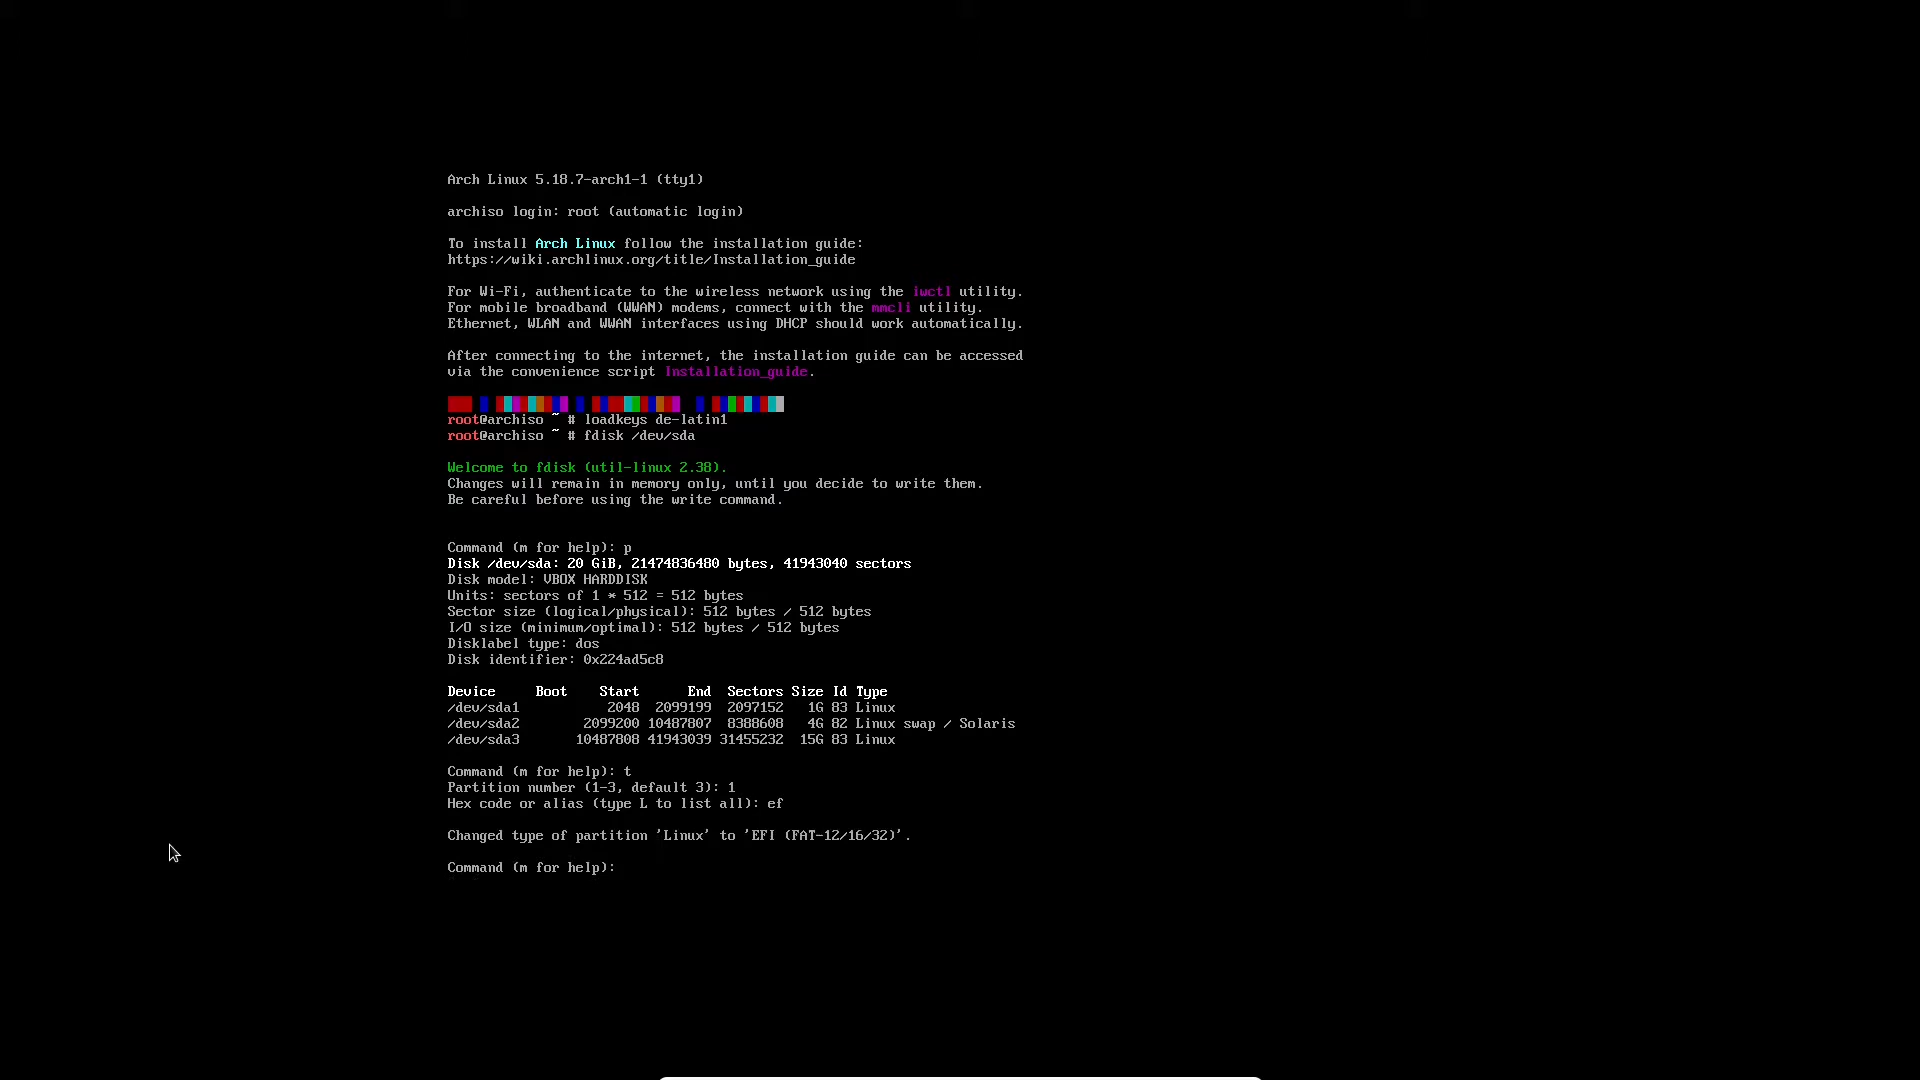 Arch Linux 5.18.7-arch1-1 (tty1)
archiso login: root (automatic login)
To install Arch Linux follow the installation guide:
https://wiki.archlinux.org/title/Installation_guide
For Wi-Fi, authenticate to the wireless network using the iwctl utility.
For mobile broadband (WWAN) modems, connect with the mmcli utility.
Ethernet, WLAN and WWAN interfaces using DHCP should work automatically.
After connecting to the internet, the installation guide can be accessed
via the convenience script Installation_guide.
root@archiso ~ # loadkeys de-latin1
root@archiso ~ # fdisk /dev/sda
Welcome to fdisk (util-linux 2.38).
Changes will remain in memory only, until you decide to write them.
Be careful before using the write command.
Command (m for help): p
Disk /dev/sda: 20 GiB, 21474836480 bytes, 41943040 sectors
Disk model: VBOX HARDDISK
Units: sectors of 1 * 512 = 512 bytes
Sector size (logical/physical): 512 bytes / 512 bytes
I/O size (minimum/optimal): 512 bytes / 512 bytes
Disklabel type: dos
Disk identifier: 0x224ad5c8
Device     Boot    Start      End  Sectors Size Id Type
/dev/sda1           2048  2099199  2097152   1G 83 Linux
/dev/sda2        2099200 10487807  8388608   4G 82 Linux swap / Solaris
/dev/sda3       10487808 41943039 31455232  15G 83 Linux
Command (m for help): t
Partition number (1-3, default 3): 1
Hex code or alias (type L to list all): ef
Changed type of partition 'Linux' to 'EFI (FAT-12/16/32)'.
Command (m for help):